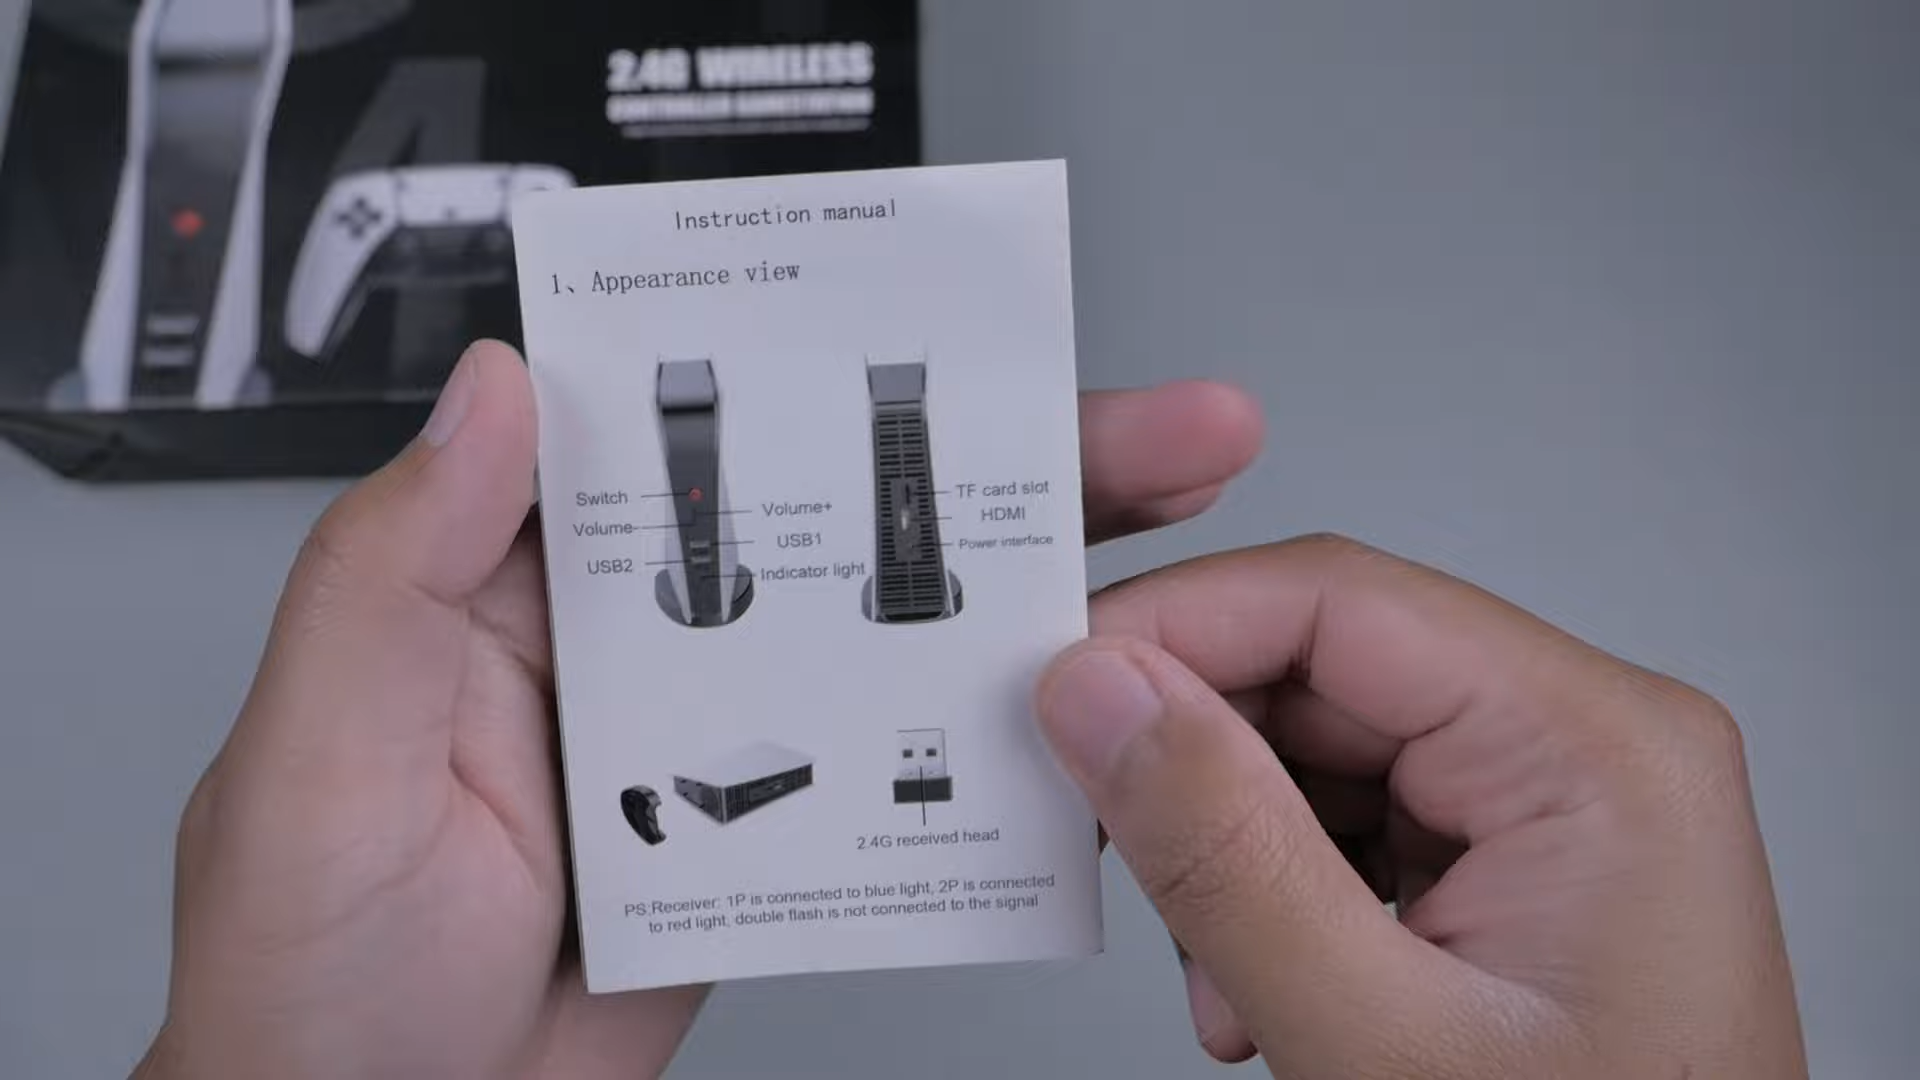 2.4G WIRELESS
Instruction manual
1、Appearance view
Switch
Volume-
USB2
Volume+
USB1
Indicator light
TF card slot
HDMI
Power interface
2.4G received head
PS:Receiver: 1P is connected to blue light, 2P is connected
to red light, double flash is not connected to the signal